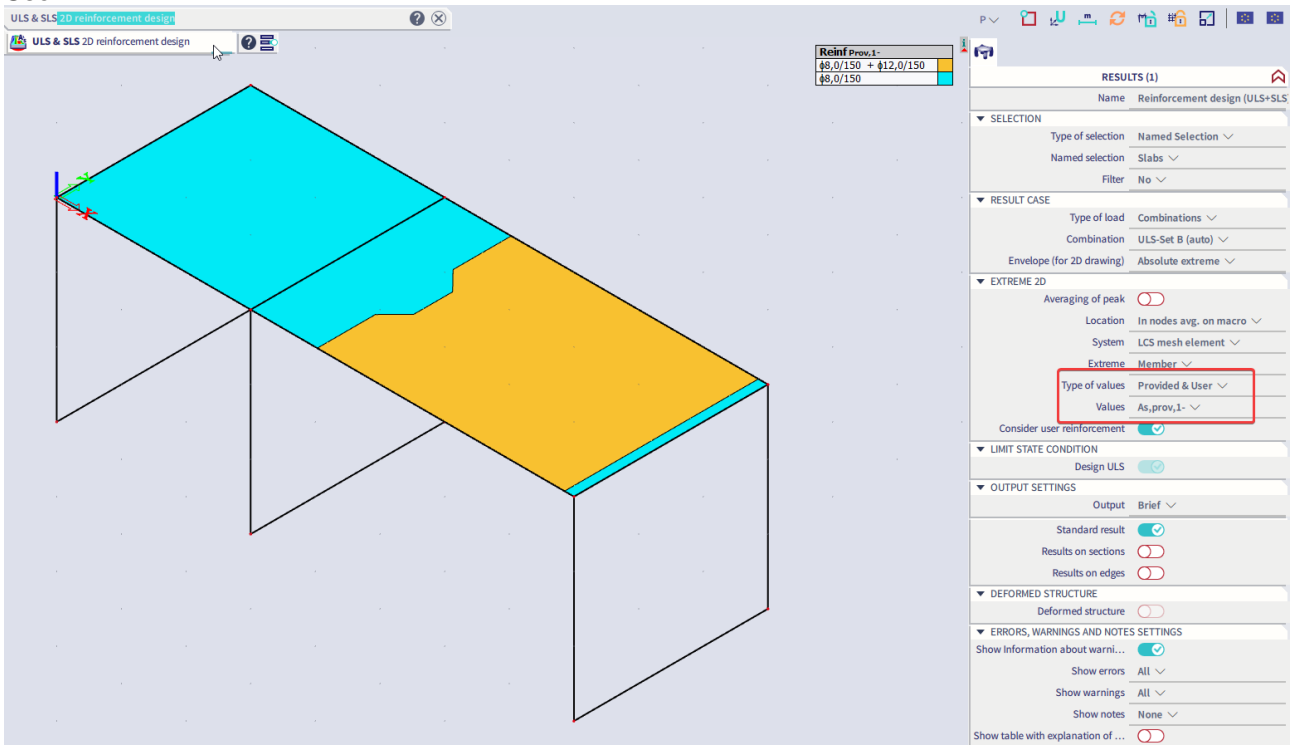 ULS & SLS 2D reinforcement design
ULS & SLS 2D reinforcement design
P
Reinf Prov,1-
ϕ8,0/150 + ϕ12,0/150
ϕ8,0/150
RESULTS (1)
Name Reinforcement design (ULS+SLS
SELECTION
Type of selection Named Selection
Named selection Slabs
Filter No
RESULT CASE
Type of load Combinations
Combination ULS-Set B (auto)
Envelope (for 2D drawing) Absolute extreme
EXTREME 2D
Averaging of peak
Location In nodes avg. on macro
System LCS mesh element
Extreme Member
Type of values Provided & User
Values As,prov,1-
Consider user reinforcement
LIMIT STATE CONDITION
Design ULS
OUTPUT SETTINGS
Output Brief
Standard result
Results on sections
Results on edges
DEFORMED STRUCTURE
Deformed structure
ERRORS, WARNINGS AND NOTES SETTINGS
Show Information about warni...
Show errors All
Show warnings All
Show notes None
Show table with explanation of ...